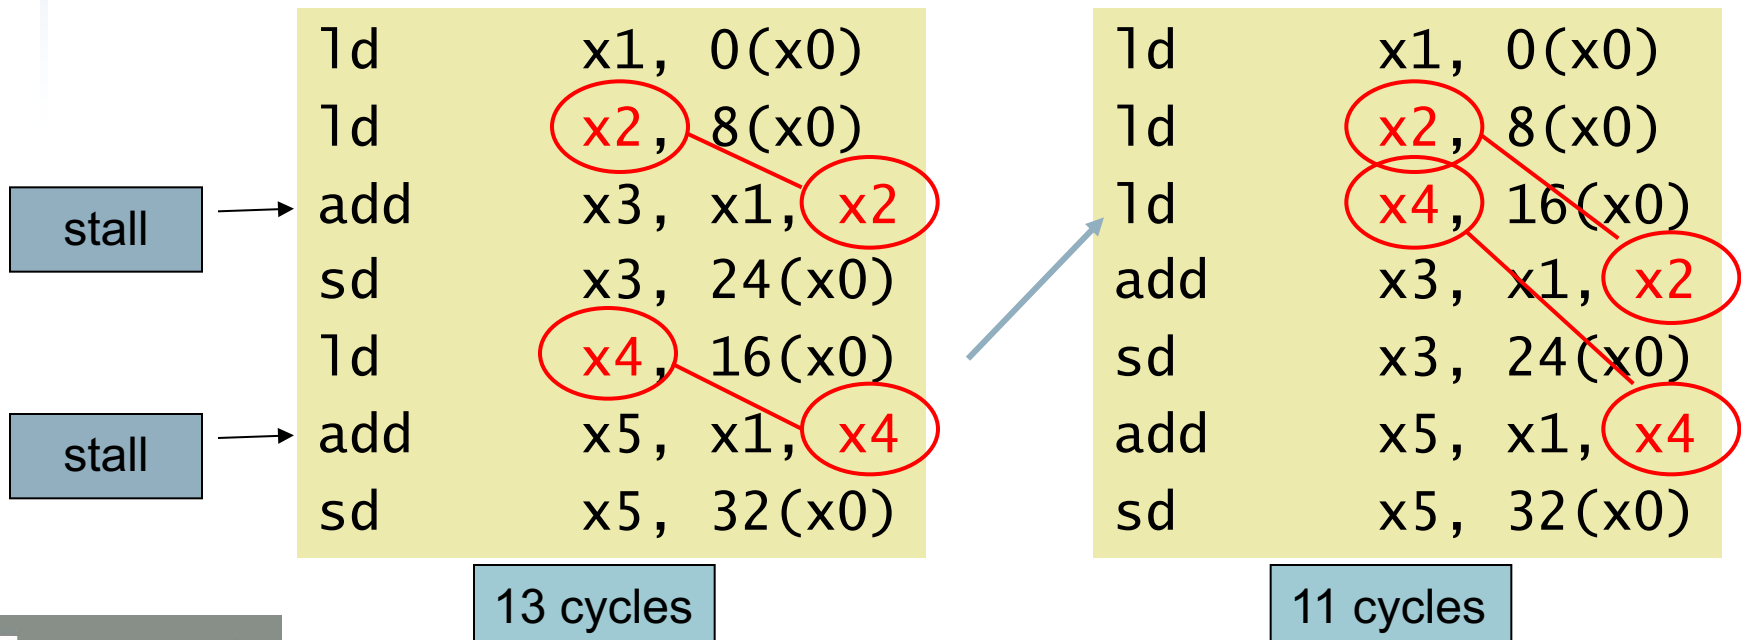 ld x1, 0(x0)
ld x2, 8(x0)
add x3, x1, x2
sd x3, 24(x0)
ld x4, 16(x0)
add x5, x1, x4
sd x5, 32(x0)
stall
stall
13 cycles
ld x1, 0(x0)
ld x2, 8(x0)
ld x4, 16(x0)
add x3, x1, x2
sd x3, 24(x0)
add x5, x1, x4
sd x5, 32(x0)
11 cycles